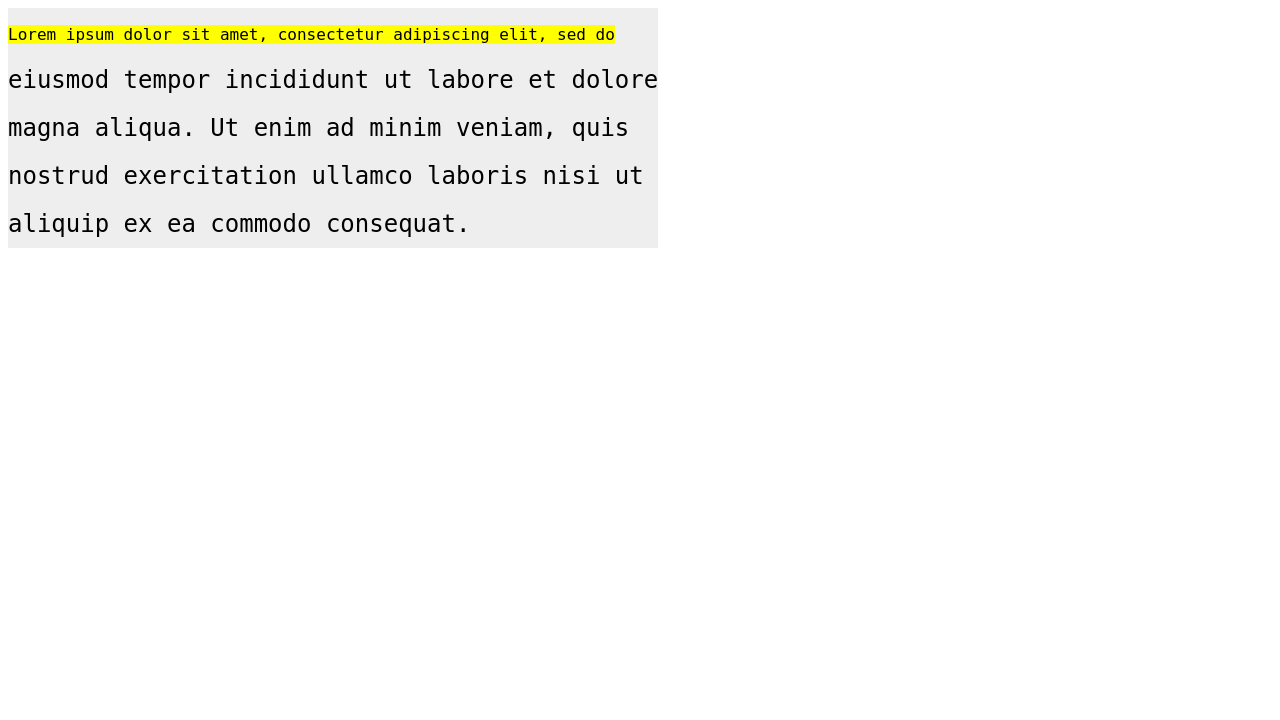 Lorem ipsum dolor sit amet, consectetur adipiscing elit, sed do
eiusmod tempor incididunt ut labore et dolore
magna aliqua. Ut enim ad minim veniam, quis
nostrud exercitation ullamco laboris nisi ut
aliquip ex ea commodo consequat.